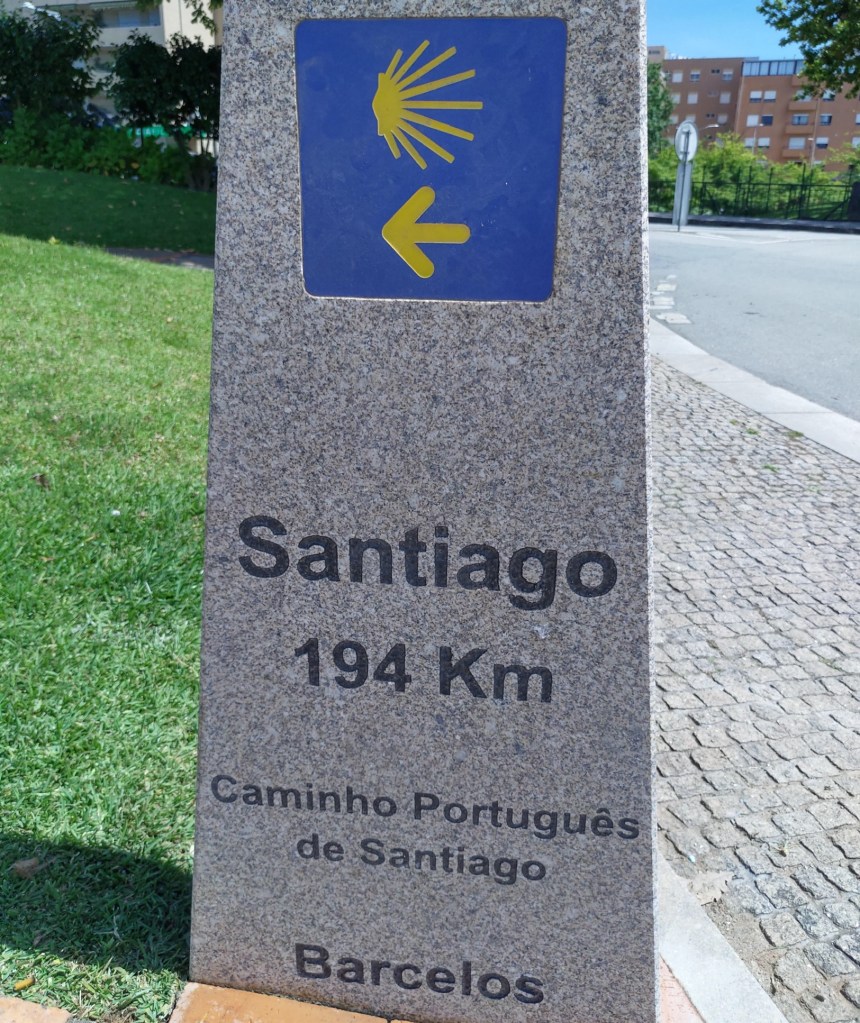 Santiago
194 Km
Caminho Português
de Santiago
Barcelos